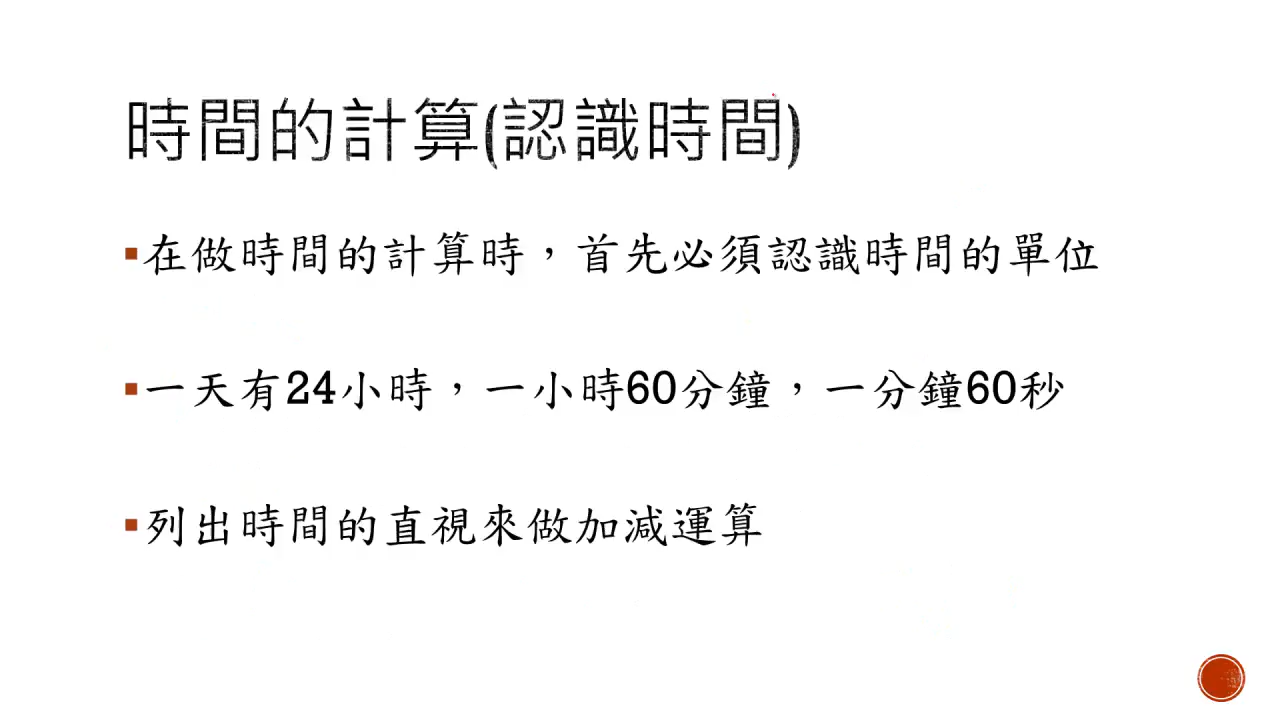 時間的計算(認識時間)
在做時間的計算時，首先必須認識時間的單位
一天有24小時，一小時60分鐘，一分鐘60秒
列出時間的直視來做加減運算